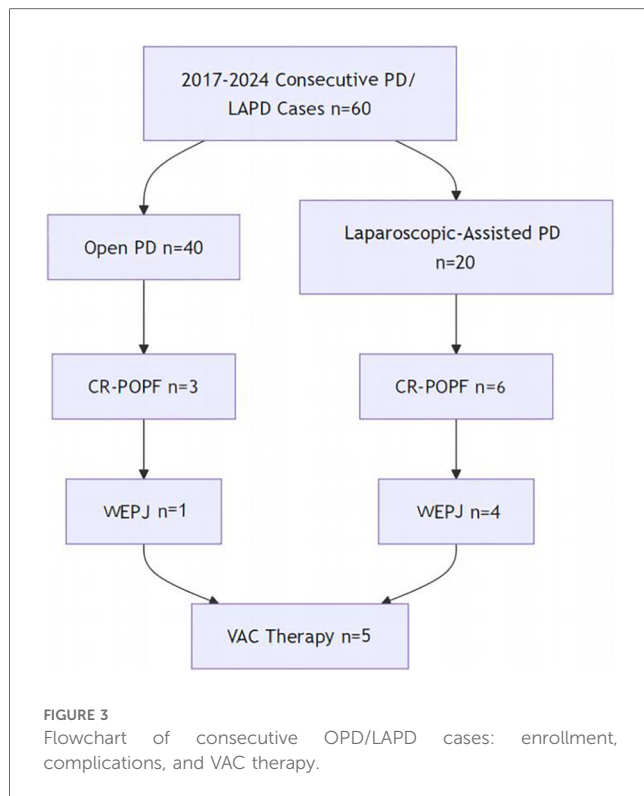 2017-2024 Consecutive PD/
LAPD Cases n=60
Open PD n=40
Laparoscopic-Assisted PD
n=20
CR-POPF n=3
CR-POPF n=6
WEPJ n=1
WEPJ n=4
VAC Therapy n=5
FIGURE 3
Flowchart of consecutive OPD/LAPD cases: enrollment,
complications, and VAC therapy.